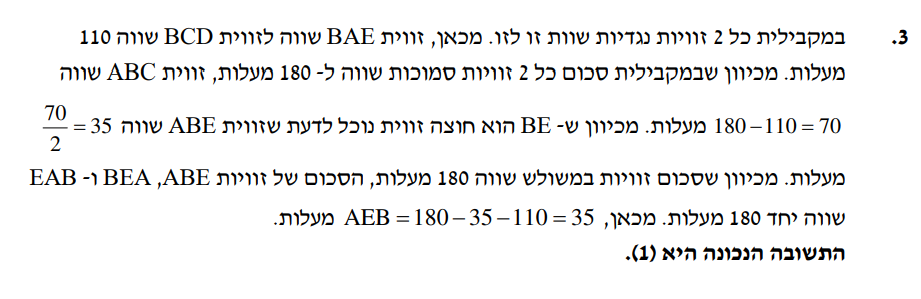 3. במקבילית כל 2 זוויות נגדיות שוות זו לזו. מכאן, זווית BAE שווה לזווית BCD שווה 110
מעלות. מכיוון שבמקבילית סכום כל 2 זוויות סמוכות שווה ל- 180 מעלות, זווית ABC שווה
180 – 110 = 70 מעלות. מכיוון ש- BE הוא חוצה זווית נוכל לדעת שזווית ABE שווה 70/2 = 35
מעלות. מכיוון שסכום זוויות במשולש שווה 180 מעלות, הסכום של זוויות BEA ,ABE ו- EAB
שווה יחד 180 מעלות. מכאן, AEB = 180 – 35 – 110 = 35 מעלות.
התשובה הנכונה היא (1).